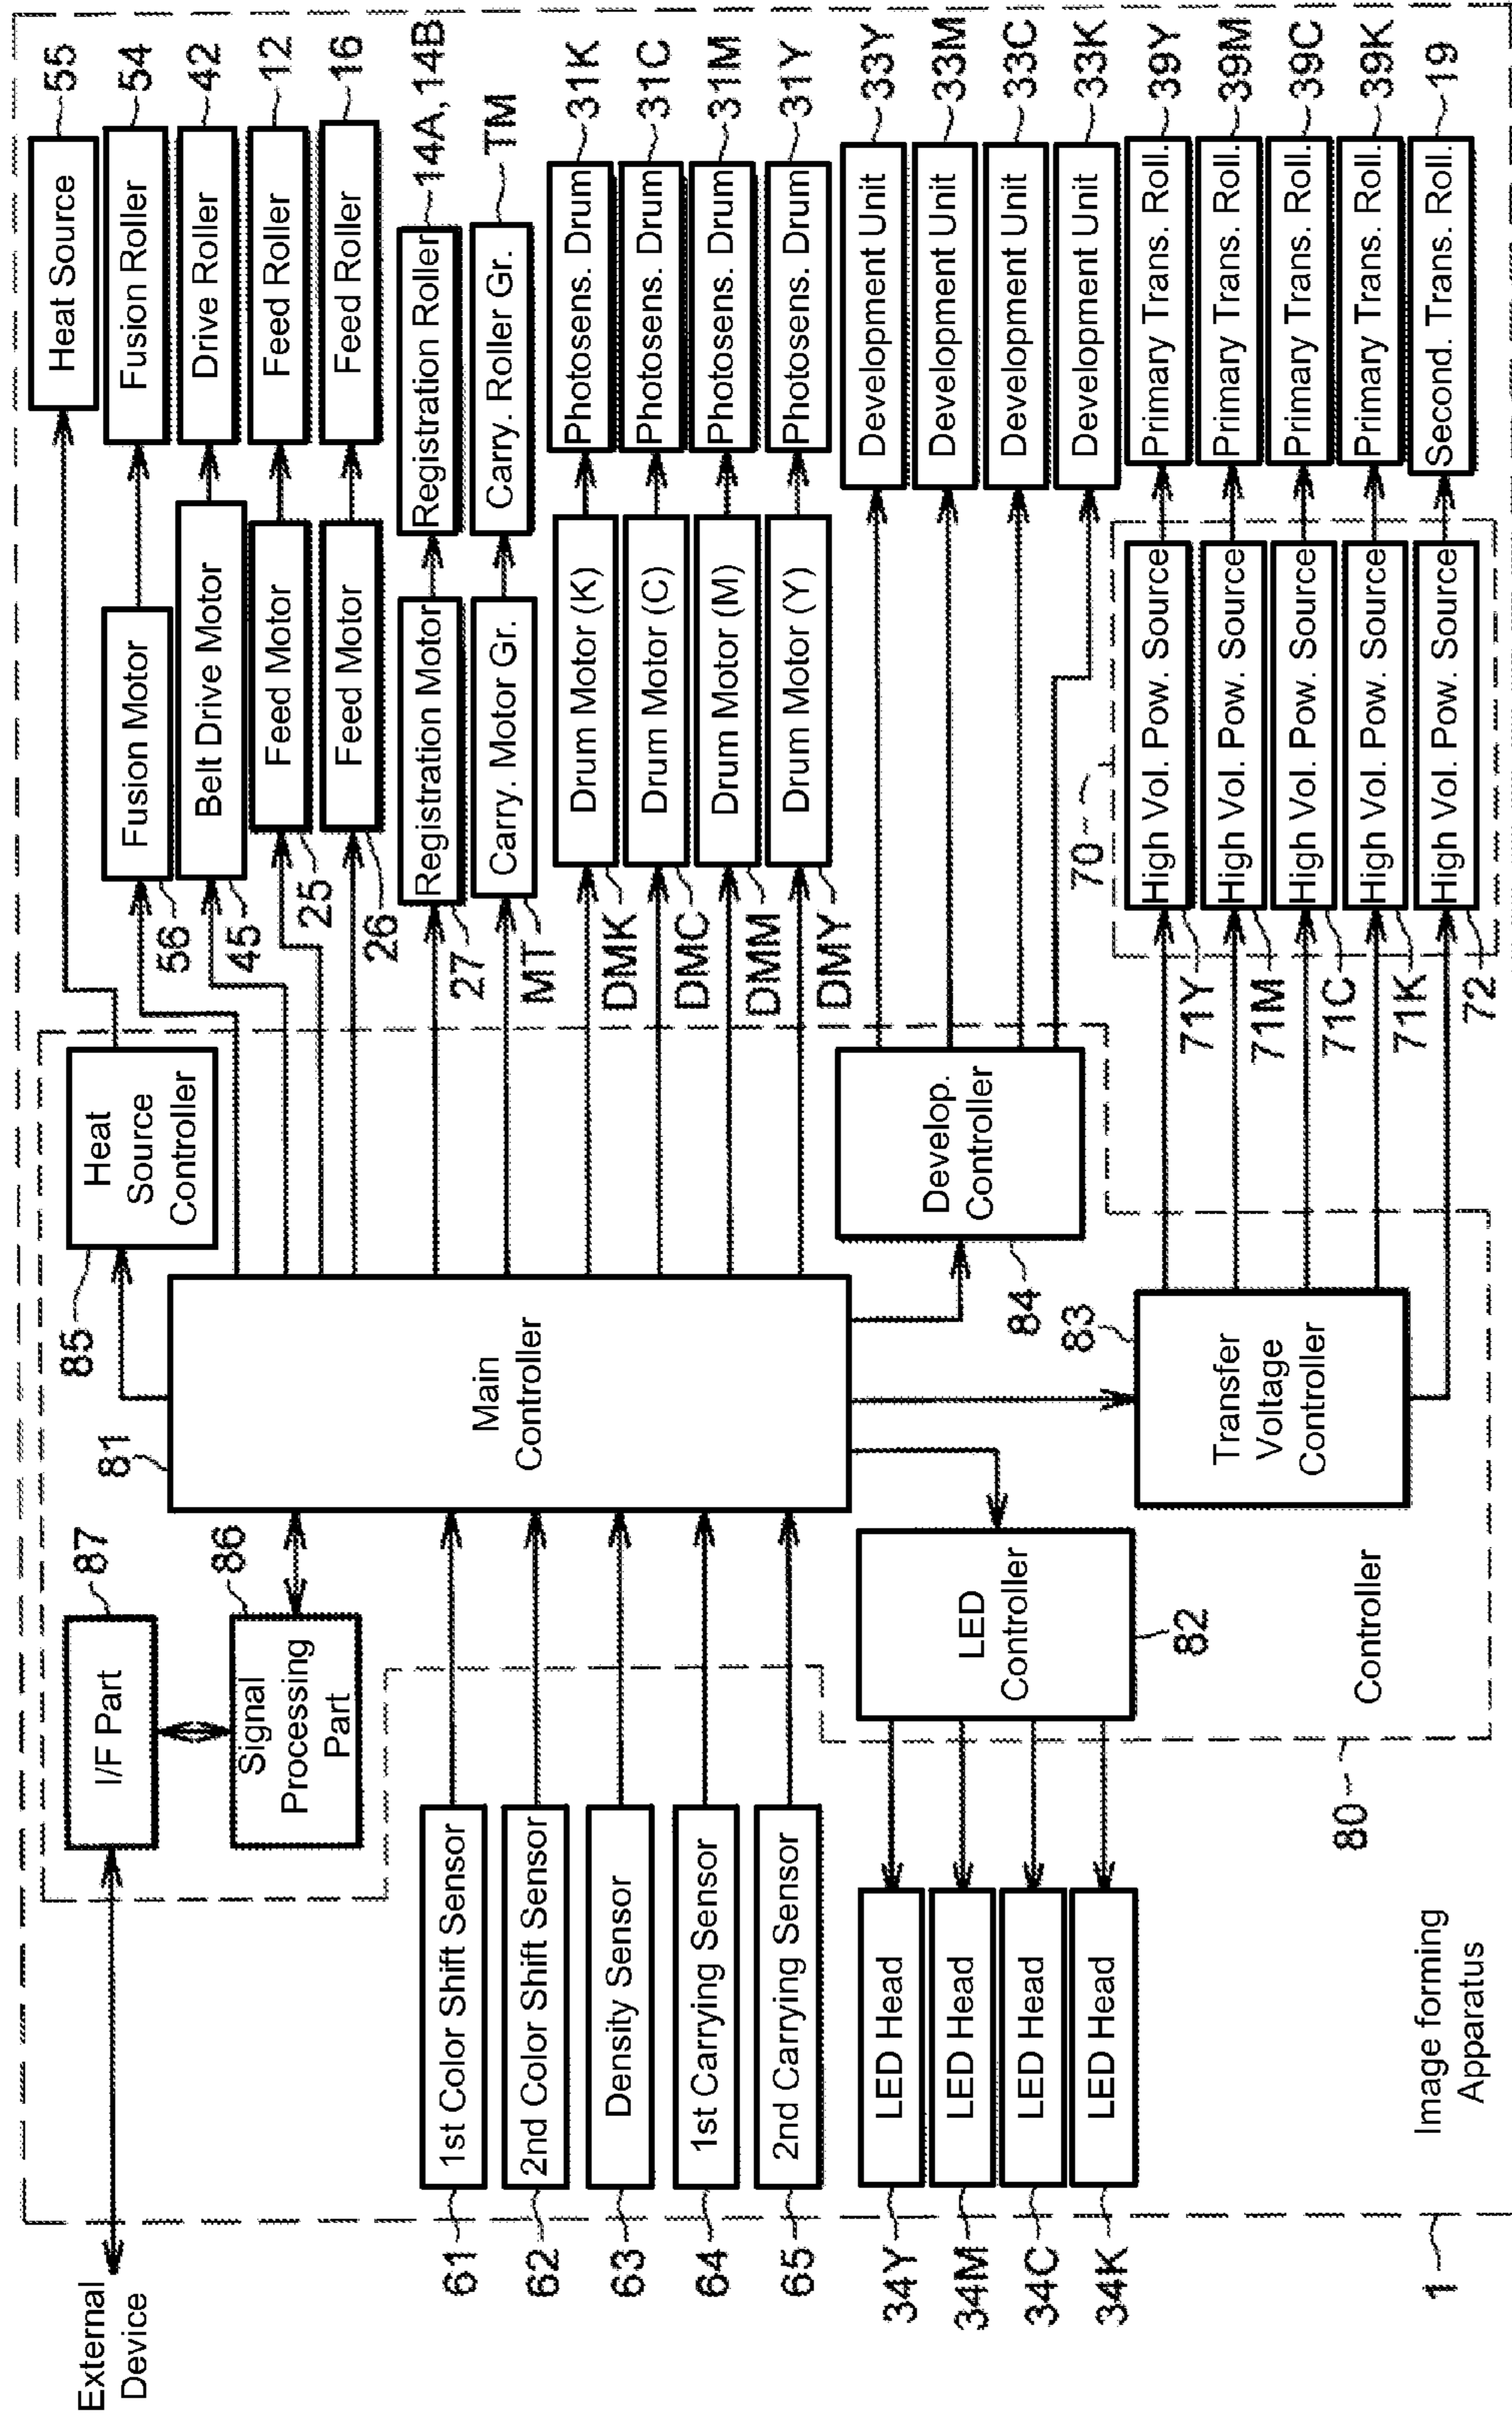 External
Device
I/F Part
87
Signal
Processing
Part
86
85
Heat
Source
Controller
81
Main
Controller
1st Color Shift Sensor
61
2nd Color Shift Sensor
62
Density Sensor
63
1st Carrying Sensor
64
2nd Carrying Sensor
65
LED Head
34Y
LED Head
34M
LED Head
34C
LED Head
34K
LED
Controller
82
Transfer
Voltage
Controller
83
Develop.
Controller
84
Controller
80
Image forming
Apparatus
1
Heat Source
55
56
Fusion Motor
Fusion Roller
54
45
Belt Drive Motor
Drive Roller
42
25
Feed Motor
Feed Roller
12
26
Feed Motor
Feed Roller
16
27
Registration Motor
Registration Roller
14A, 14B
MT
Carry. Motor Gr.
Carry. Roller Gr.
TM
DMK
Drum Motor (K)
Photosens. Drum
31K
DMC
Drum Motor (C)
Photosens. Drum
31C
DMM
Drum Motor (M)
Photosens. Drum
31M
DMY
Drum Motor (Y)
Photosens. Drum
31Y
Development Unit
33Y
Development Unit
33M
Development Unit
33C
Development Unit
33K
70
71Y
High Vol. Pow. Source
Primary Trans. Roll.
39Y
71M
High Vol. Pow. Source
Primary Trans. Roll.
39M
71C
High Vol. Pow. Source
Primary Trans. Roll.
39C
71K
High Vol. Pow. Source
Primary Trans. Roll.
39K
72
High Vol. Pow. Source
Second. Trans. Roll.
19